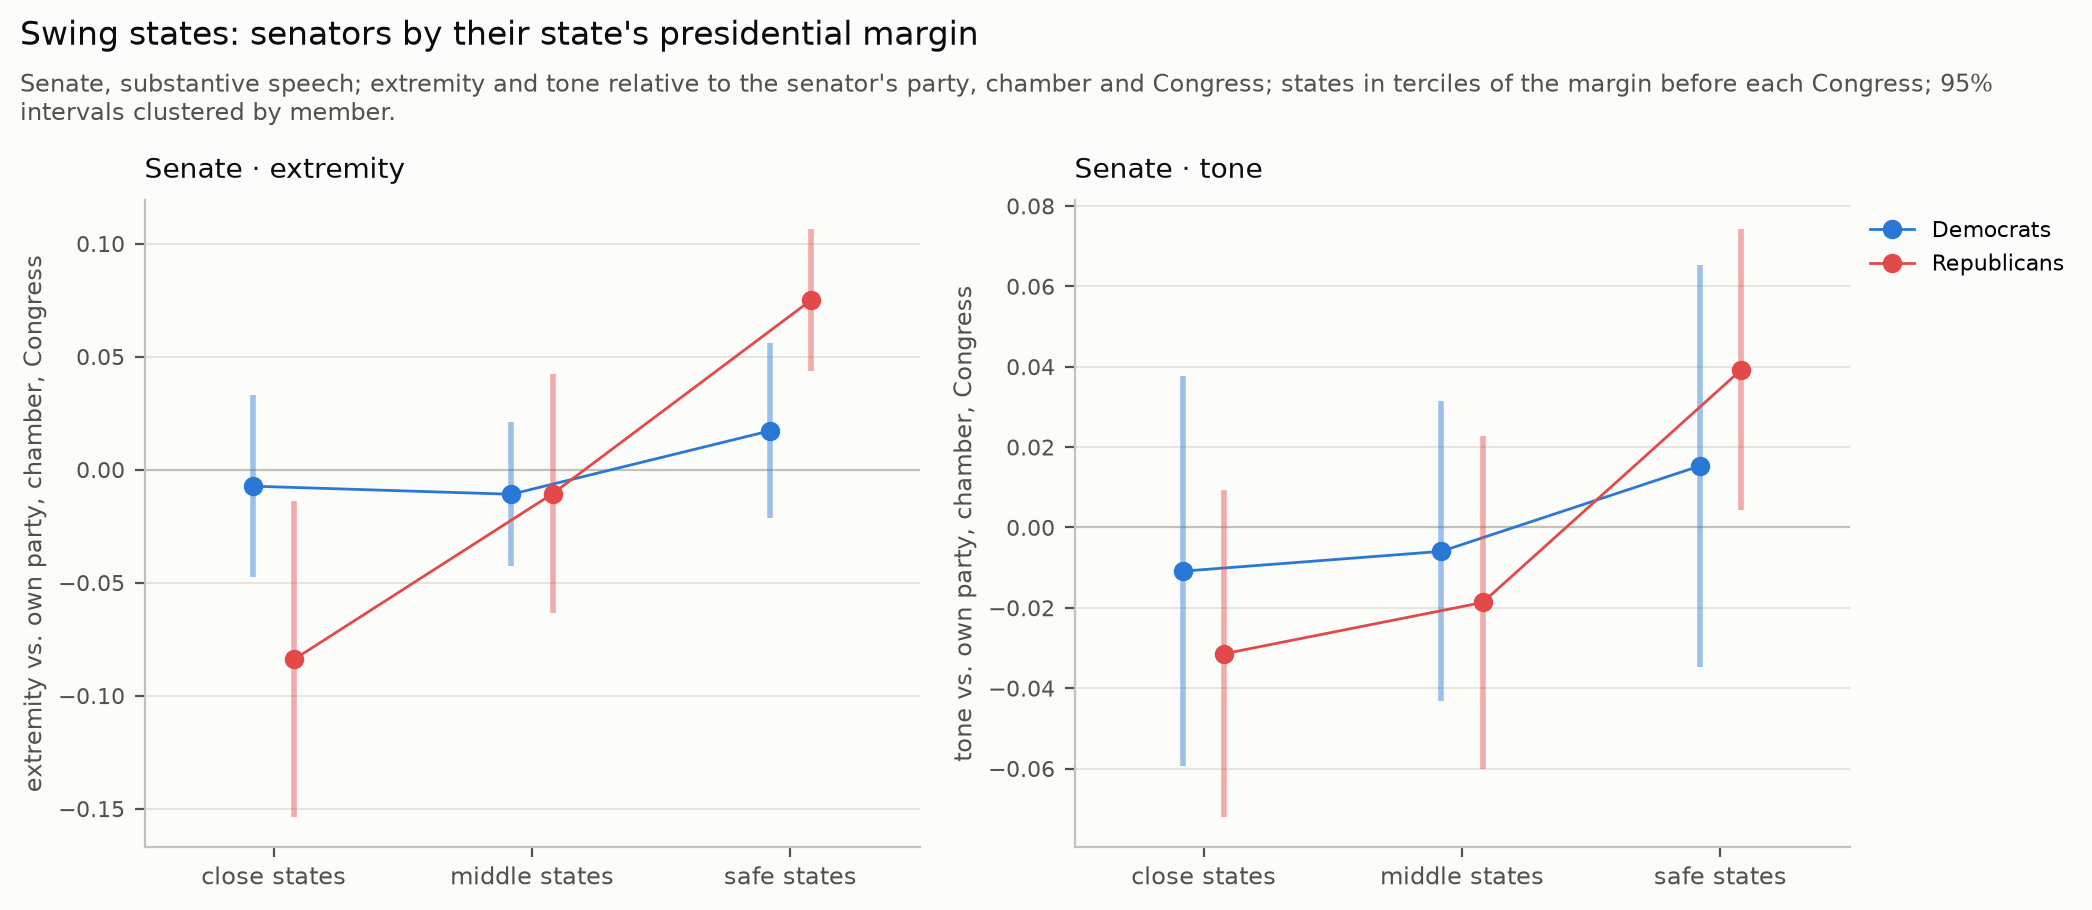 Swing states: senators by their state's presidential margin
Senate, substantive speech; extremity and tone relative to the senator's party, chamber and Congress; states in terciles of the margin before each Congress; 95%
intervals clustered by member.
Senate · extremity
extremity vs. own party, chamber, Congress
0.10
0.05
0.00
−0.05
−0.10
−0.15
close states
middle states
safe states
Senate · tone
tone vs. own party, chamber, Congress
0.08
0.06
0.04
0.02
0.00
−0.02
−0.04
−0.06
close states
middle states
safe states
Democrats
Republicans